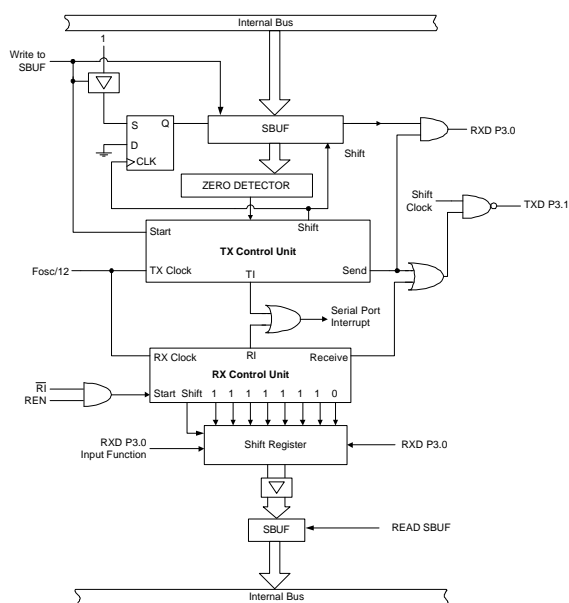 Internal Bus
1
Write to
SBUF
S
Q
D
CLK
SBUF
RXD P3.0
Shift
ZERO DETECTOR
Shift
Clock
TXD P3.1
Start
Shift
TX Control Unit
Fosc/12
TX Clock
Send
TI
Serial Port
Interrupt
RX Clock
RI
Receive
RX Control Unit
RI
REN
Start Shift 1 1 1 1 1 1 1 0
RXD P3.0
Input Function
Shift Register
RXD P3.0
SBUF
READ SBUF
Internal Bus